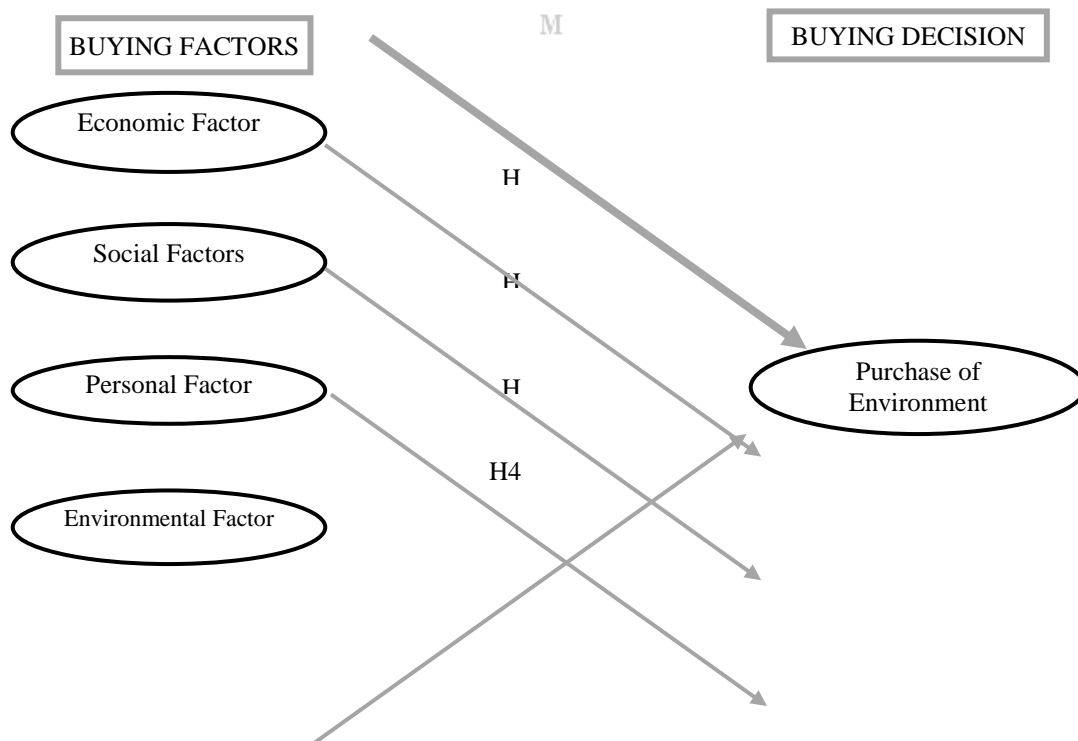 M
BUYING FACTORS
BUYING DECISION
Economic Factor
H
Social Factors
H
Personal Factor
H
Purchase of
Environment
H4
Environmental Factor